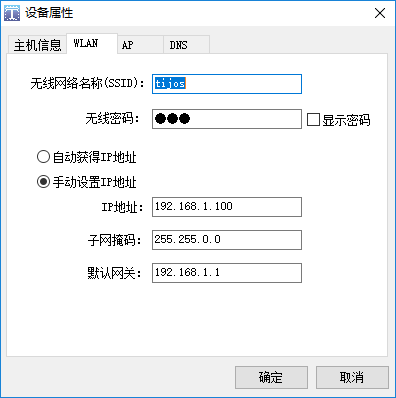 设备属性
主机信息 WLAN AP DNS
无线网络名称(SSID): tijos
无线密码: ●●● 显示密码
自动获得IP地址
手动设置IP地址
IP地址: 192.168.1.100
子网掩码: 255.255.0.0
默认网关: 192.168.1.1
确定 取消